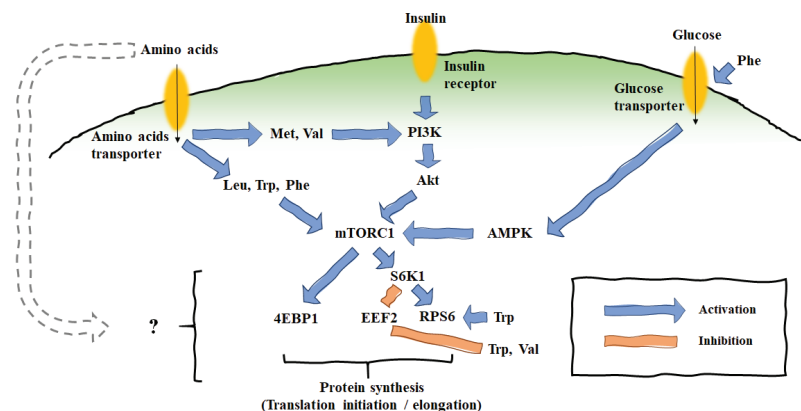 Insulin
Amino acids
Glucose
Phe
Insulin
receptor
Glucose
transporter
Amino acids
transporter
Met, Val
PI3K
Leu, Trp, Phe
Akt
mTORC1
AMPK
S6K1
?
4EBP1
EEF2
RPS6
Trp
Trp, Val
Activation
Inhibition
Protein synthesis
(Translation initiation / elongation)